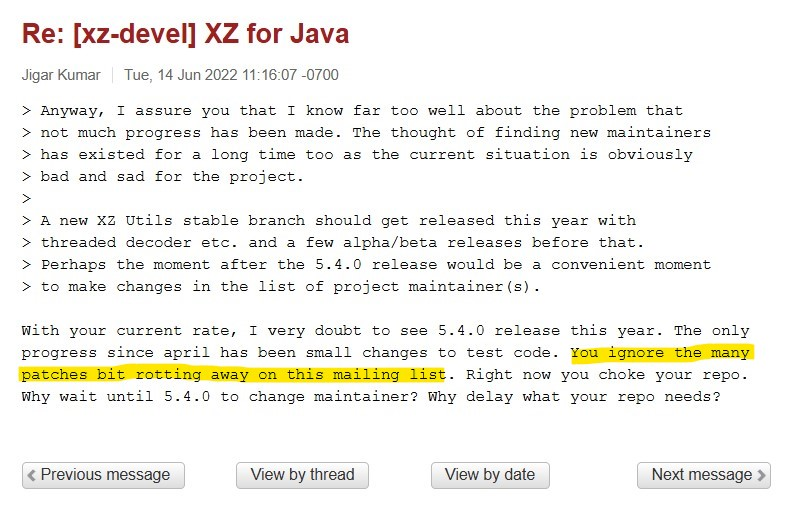 Re: [xz-devel] XZ for Java
Jigar Kumar | Tue, 14 Jun 2022 11:16:07 -0700
> Anyway, I assure you that I know far too well about the problem that
> not much progress has been made. The thought of finding new maintainers
> has existed for a long time too as the current situation is obviously
> bad and sad for the project.
>
> A new XZ Utils stable branch should get released this year with
> threaded decoder etc. and a few alpha/beta releases before that.
> Perhaps the moment after the 5.4.0 release would be a convenient moment
> to make changes in the list of project maintainer(s).
With your current rate, I very doubt to see 5.4.0 release this year. The only
progress since april has been small changes to test code. You ignore the many
patches bit rotting away on this mailing list. Right now you choke your repo.
Why wait until 5.4.0 to change maintainer? Why delay what your repo needs?
Previous message View by thread View by date Next message